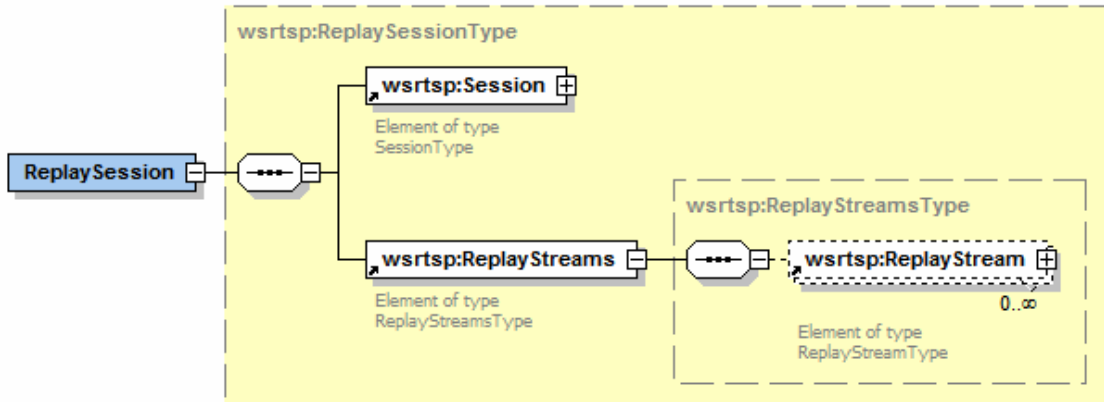 wsrtsp:ReplaySessionType
wsrtsp:Session
Element of type
SessionType
ReplaySession
wsrtsp:ReplayStreamsType
wsrtsp:ReplayStreams
wsrtsp:ReplayStream
0..∞
Element of type
ReplayStreamsType
Element of type
ReplayStreamType